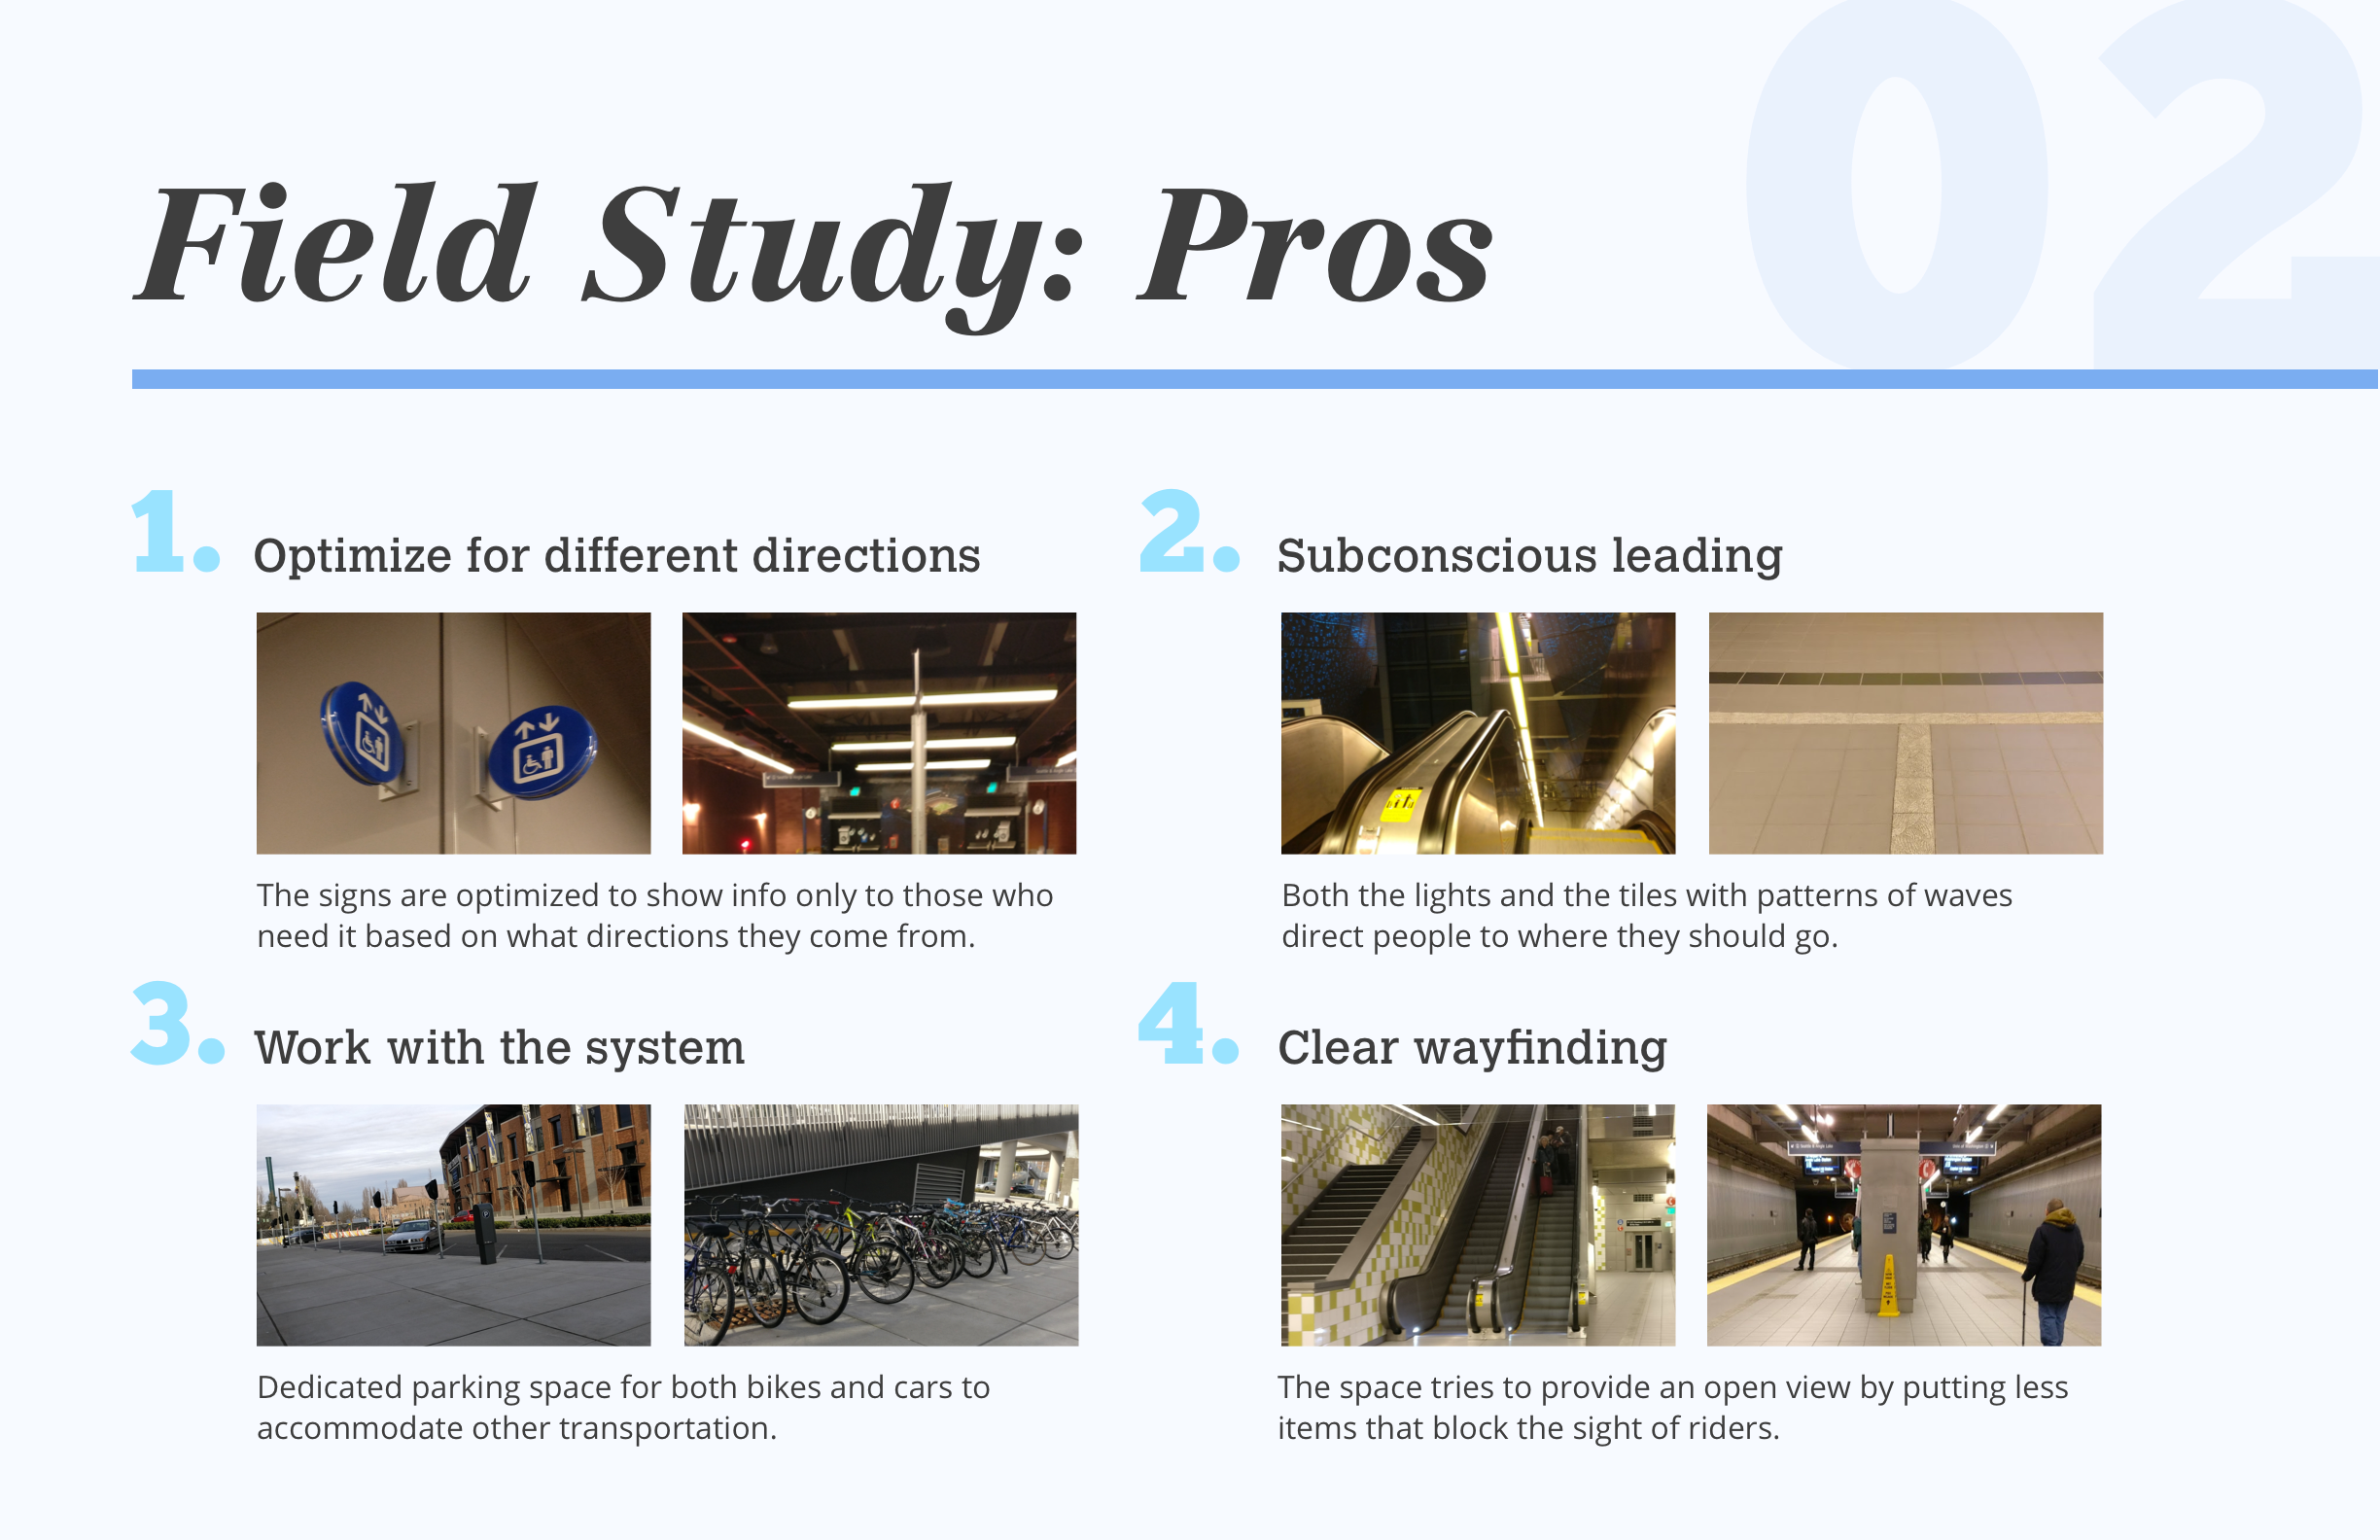 02
Field Study: Pros
1. Optimize for different directions
The signs are optimized to show info only to those who
need it based on what directions they come from.
2. Subconscious leading
Both the lights and the tiles with patterns of waves
direct people to where they should go.
3. Work with the system
Dedicated parking space for both bikes and cars to
accommodate other transportation.
4. Clear wayfinding
The space tries to provide an open view by putting less
items that block the sight of riders.